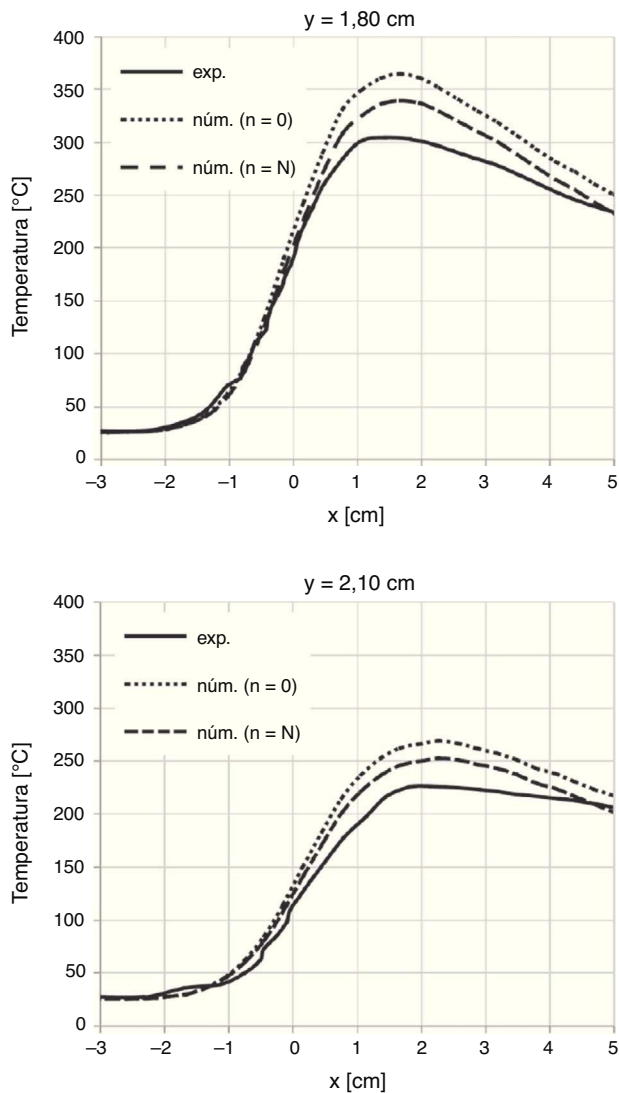 y = 1,80 cm
400
350
300
250
200
150
100
50
0
Temperatura [°C]
exp.
núm. (n = 0)
núm. (n = N)
–3 –2 –1 0 1 2 3 4 5
x [cm]
y = 2,10 cm
400
350
300
250
200
150
100
50
0
Temperatura [°C]
exp.
núm. (n = 0)
núm. (n = N)
–3 –2 –1 0 1 2 3 4 5
x [cm]